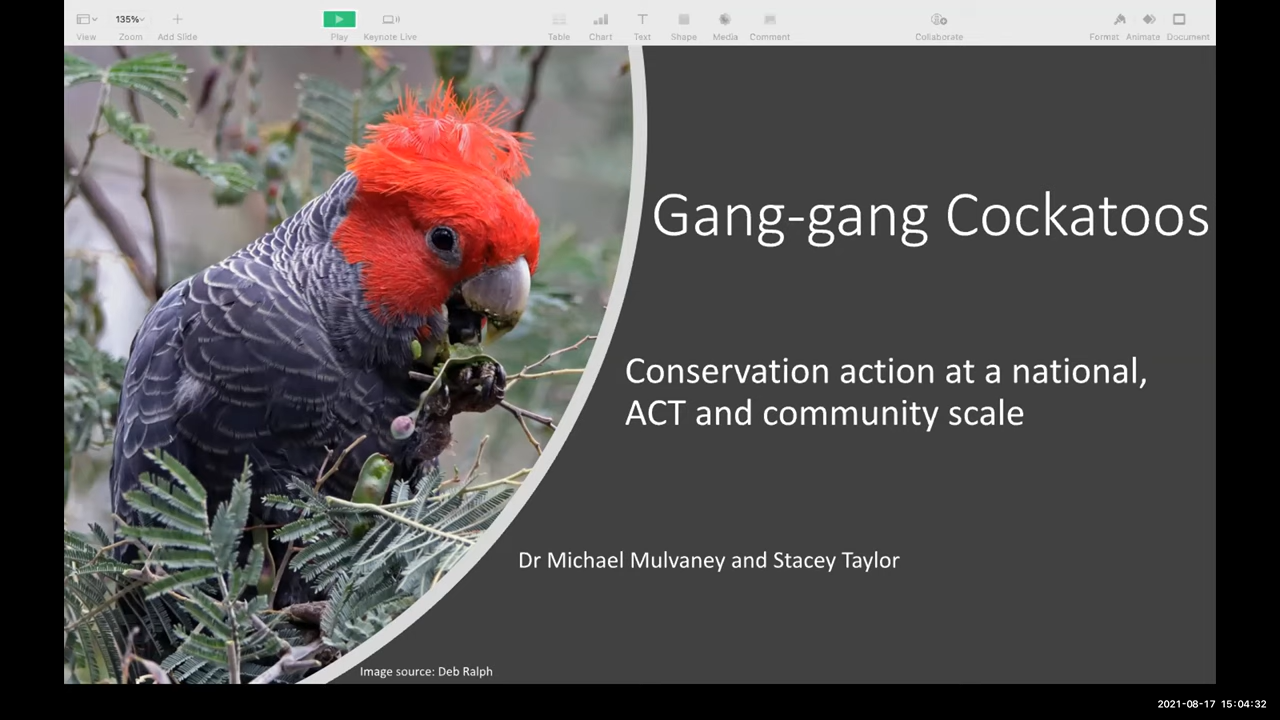 135%
View
Zoom
Add Slide
Play
Keynote Live
Table
Chart
Text
Shape
Media
Comment
Collaborate
Format
Animate
Document
Gang-gang Cockatoos
Conservation action at a national,
ACT and community scale
Dr Michael Mulvaney and Stacey Taylor
Image source: Deb Ralph
2021-08-17 15:04:32